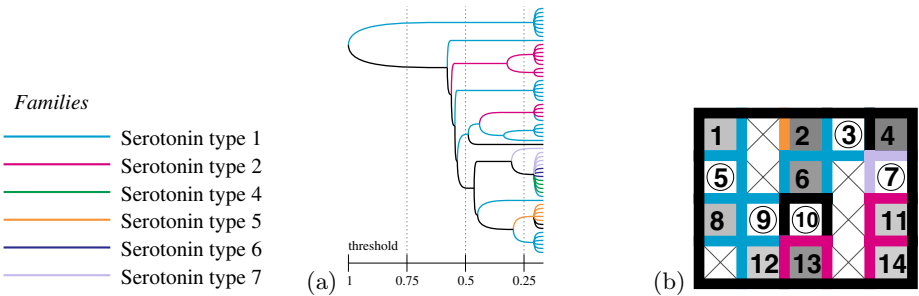 Families
Serotonin type 1
Serotonin type 2
Serotonin type 4
Serotonin type 5
Serotonin type 6
Serotonin type 7
threshold
1 0.75 0.5 0.25
(a)
1 2 3 4
5 6 7
8 9 10 11
12 13 14
(b)